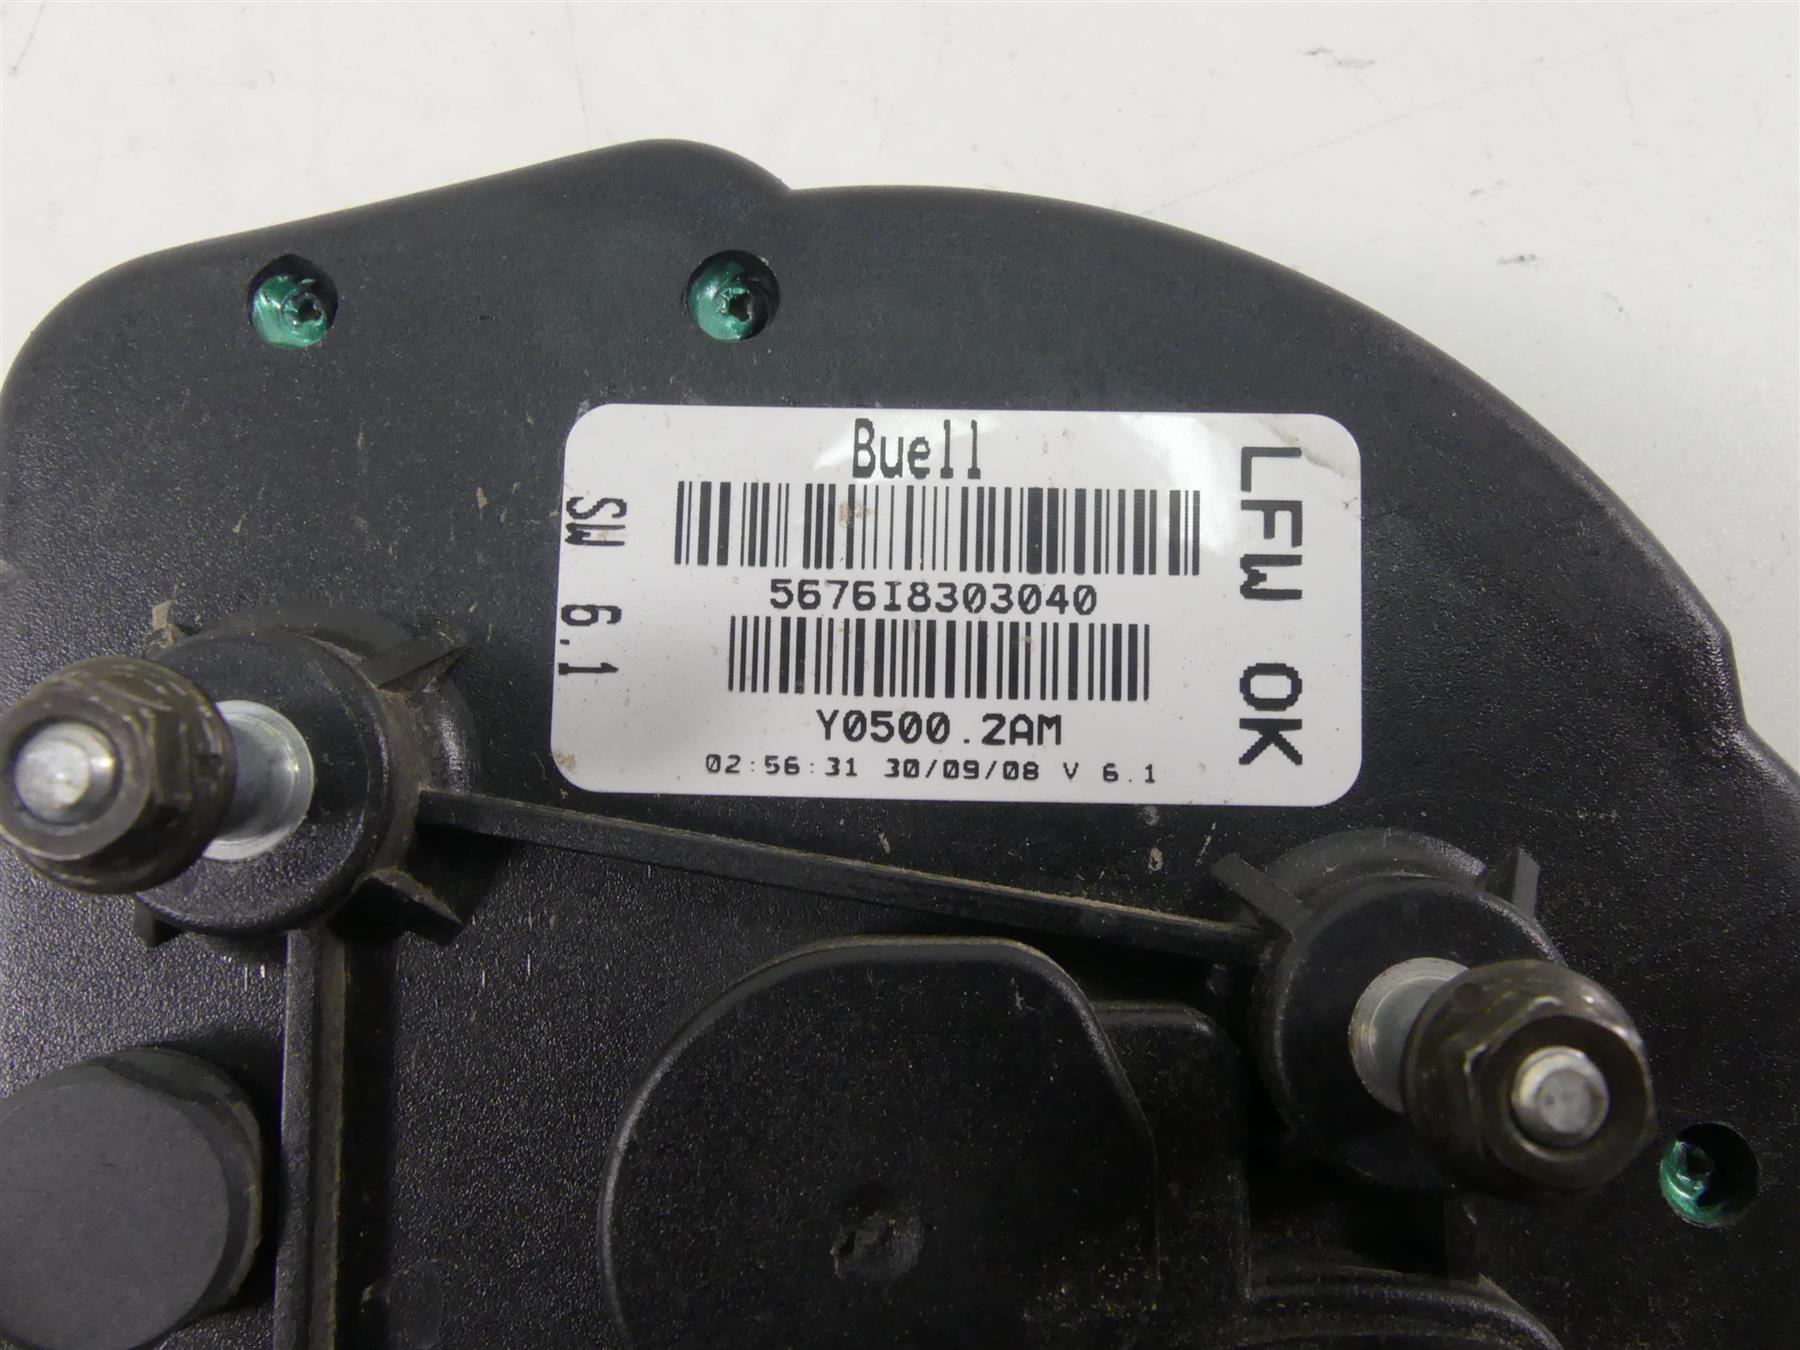 Buell
5676I8303040
Y0500.2AM
02:56:31 30/09/08 V 6.1
SW 6.1
LFW OK